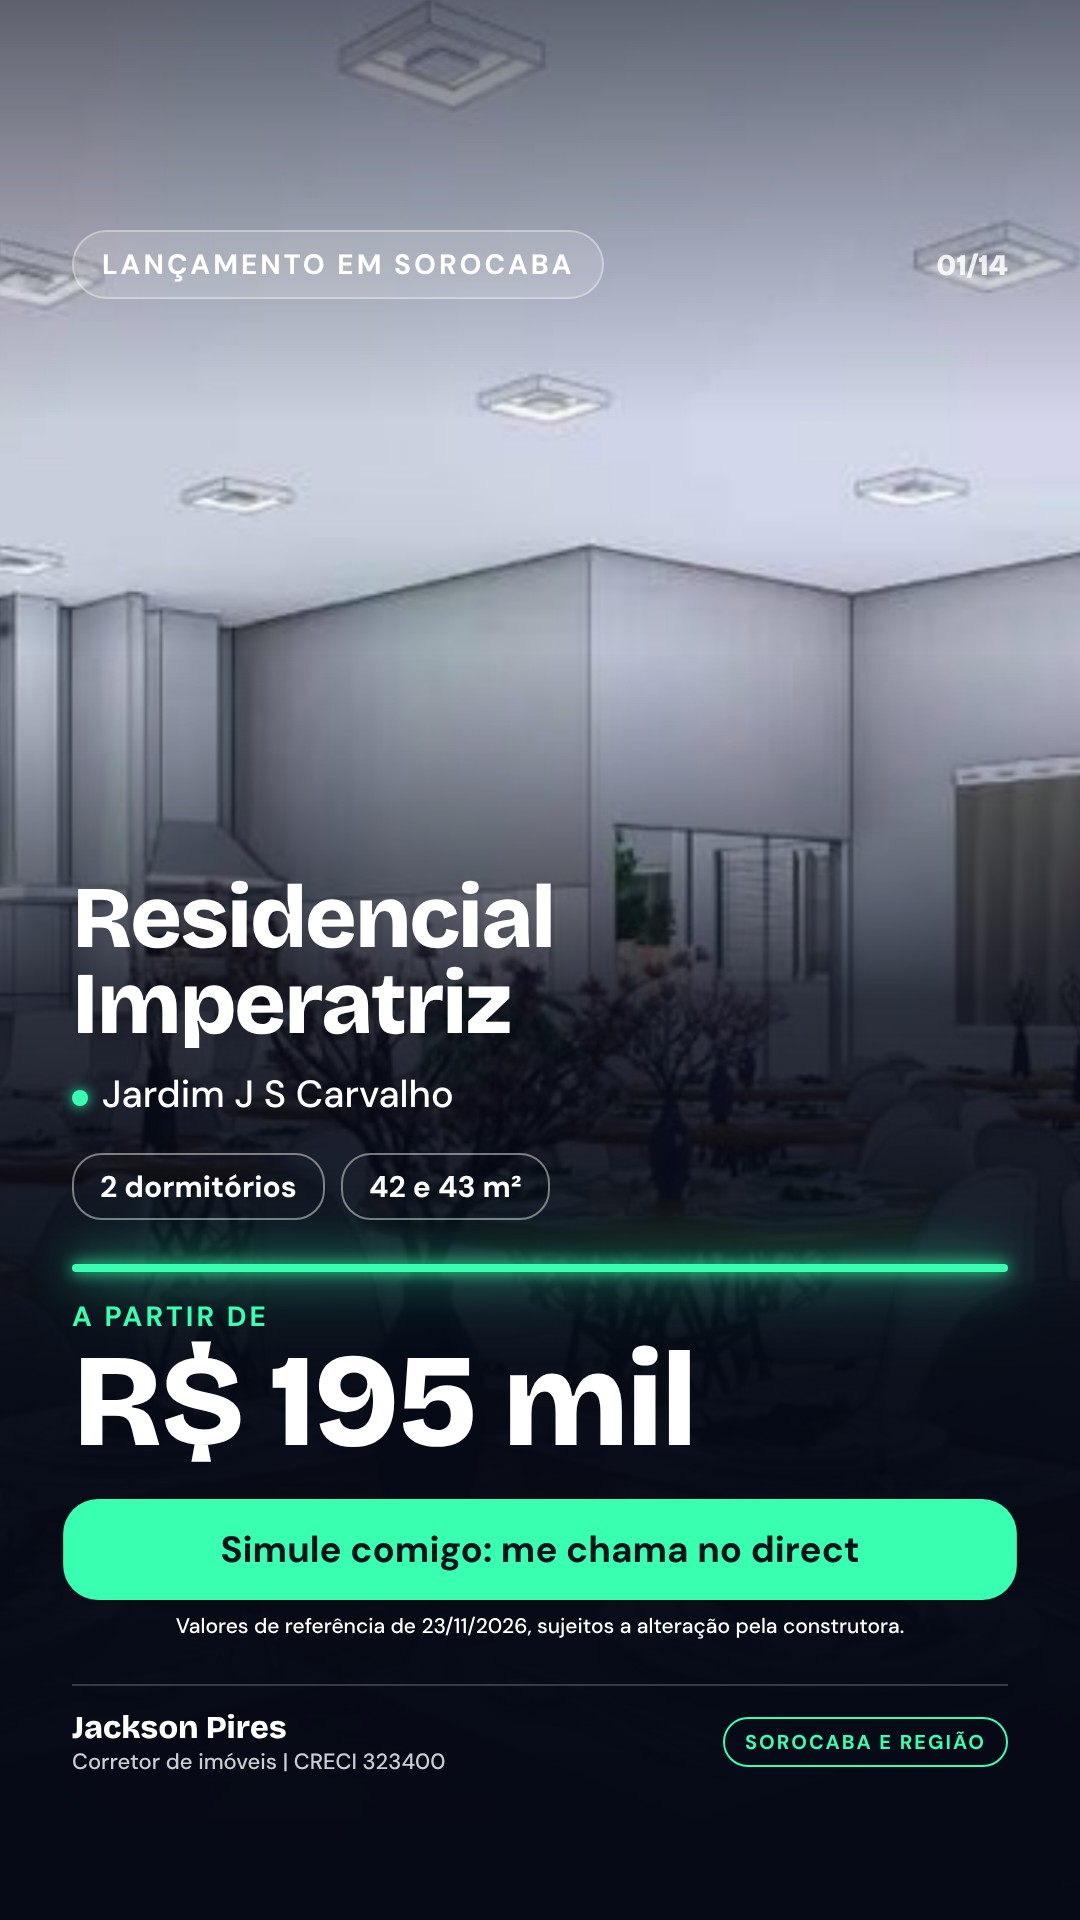 LANÇAMENTO EM SOROCABA
01/14
Residencial
Imperatriz
Jardim J S Carvalho
2 dormitórios
42 e 43 m²
A PARTIR DE
R$ 195 mil
Simule comigo: me chama no direct
Valores de referência de 23/11/2026, sujeitos a alteração pela construtora.
Jackson Pires
Corretor de imóveis | CRECI 323400
SOROCABA E REGIÃO